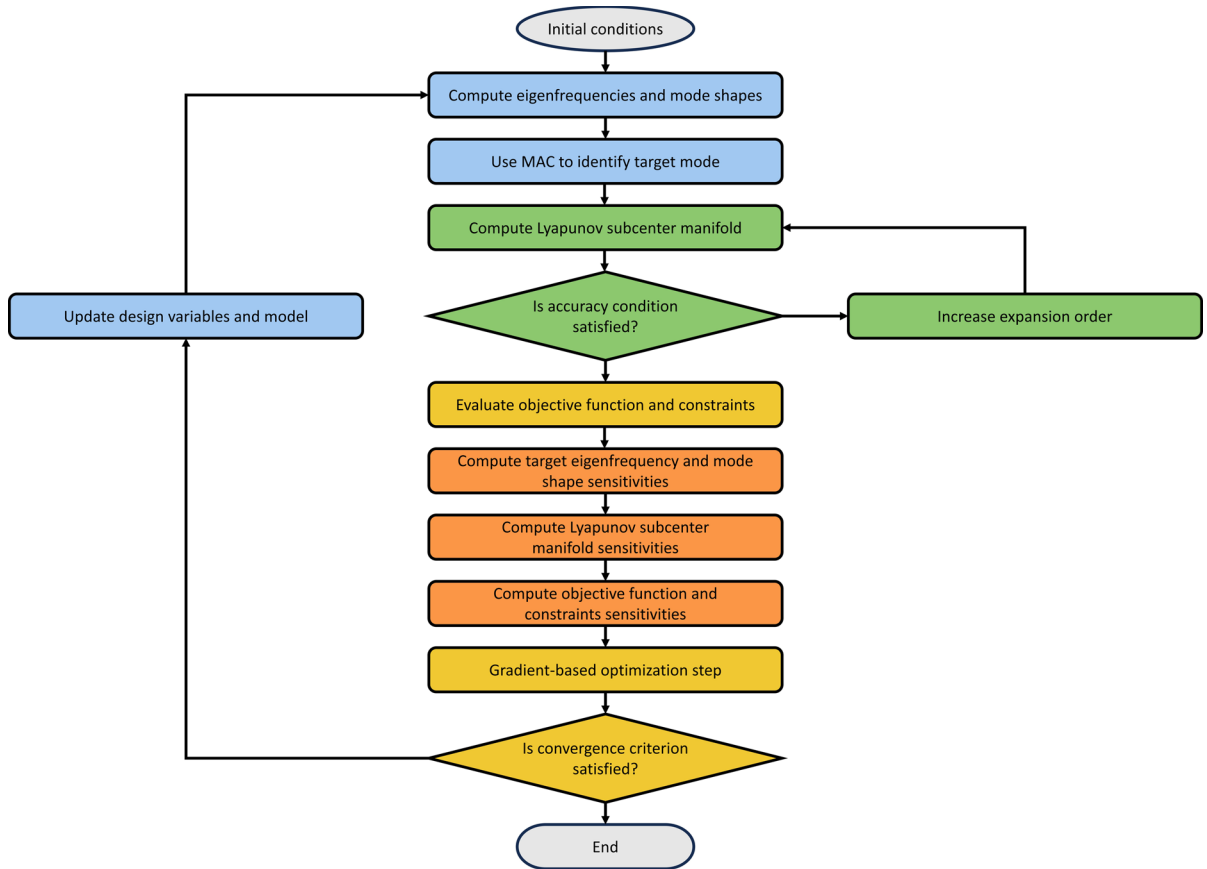 Initial conditions
Compute eigenfrequencies and mode shapes
Use MAC to identify target mode
Compute Lyapunov subcenter manifold
Is accuracy condition
satisfied?
Increase expansion order
Update design variables and model
Evaluate objective function and constraints
Compute target eigenfrequency and mode
shape sensitivities
Compute Lyapunov subcenter
manifold sensitivities
Compute objective function and
constraints sensitivities
Gradient-based optimization step
Is convergence criterion
satisfied?
End